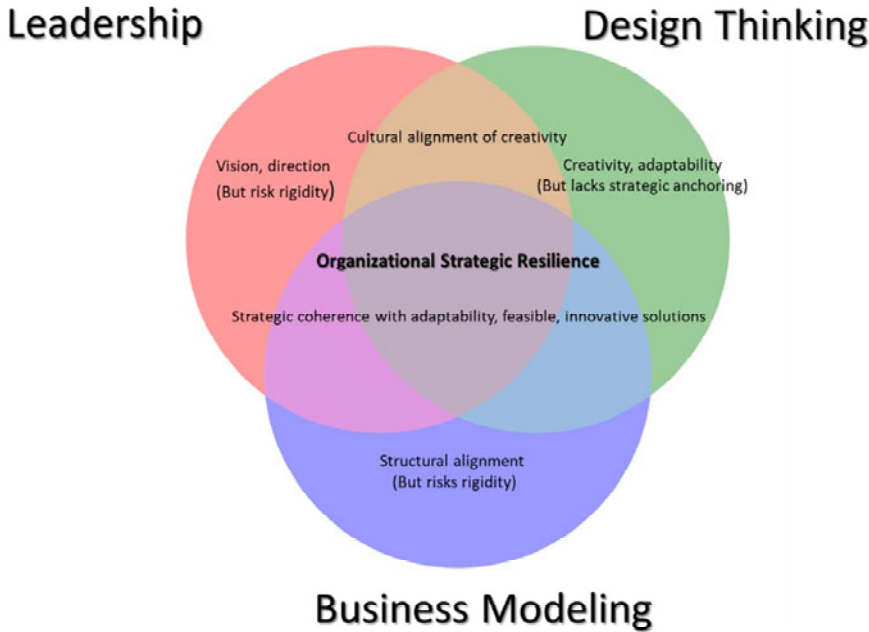 Leadership
Design Thinking
Cultural alignment of creativity
Vision, direction
(But risk rigidity)
Creativity, adaptability
(But lacks strategic anchoring)
Organizational Strategic Resilience
Strategic coherence with adaptability, feasible, innovative solutions
Structural alignment
(But risks rigidity)
Business Modeling